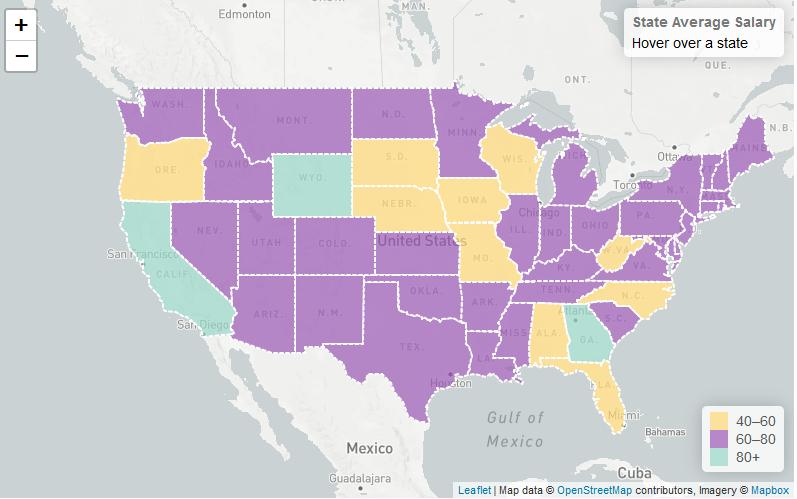 +
−
Edmonton
MAN.
State Average Salary
Hover over a state
ONT.
QUE.
N.B.
WASH.
MONT.
N.D.
MINN.
ORE.
IDAHO
WYO.
S.D.
WIS.
MICH.
Ottawa
Toronto
N.Y.
NEBR.
IOWA
Chicago
PA.
NEV.
UTAH
COLO.
United States
ILL.
IND.
OHIO
W.VA.
VA.
San Francisco
CALIF.
MO.
KY.
San Diego
ARIZ.
N.M.
OKLA.
ARK.
TENN.
N.C.
Atlanta
S.C.
TEX.
LA.
MISS.
ALA.
GA.
Houston
FLA.
Miami
Gulf of
Mexico
Bahamas
Mexico
Guadalajara
Cuba
40–60
60–80
80+
Leaflet | Map data © OpenStreetMap contributors, Imagery © Mapbox